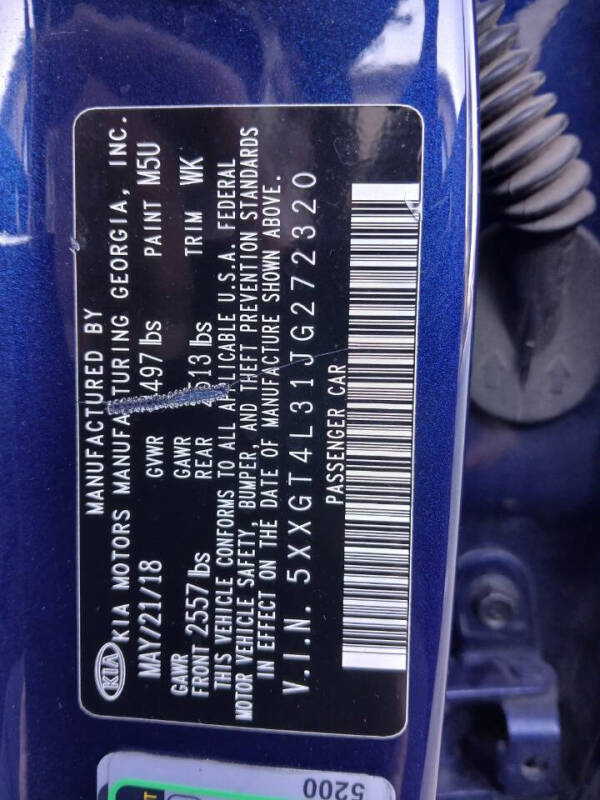 MANUFACTURED BY
KIA KIA MOTORS MANUFACTURING GEORGIA, INC.
MAY/21/18 GVWR 497 lbs PAINT M5U
GAWR FRONT 2557 lbs GAWR REAR 13 lbs TRIM WK
THIS VEHICLE CONFORMS TO ALL APPLICABLE U.S.A. FEDERAL
MOTOR VEHICLE SAFETY, BUMPER, AND THEFT PREVENTION STANDARDS
IN EFFECT ON THE DATE OF MANUFACTURE SHOWN ABOVE.
V.I.N. 5XXGT4L31JG272320
PASSENGER CAR
5200